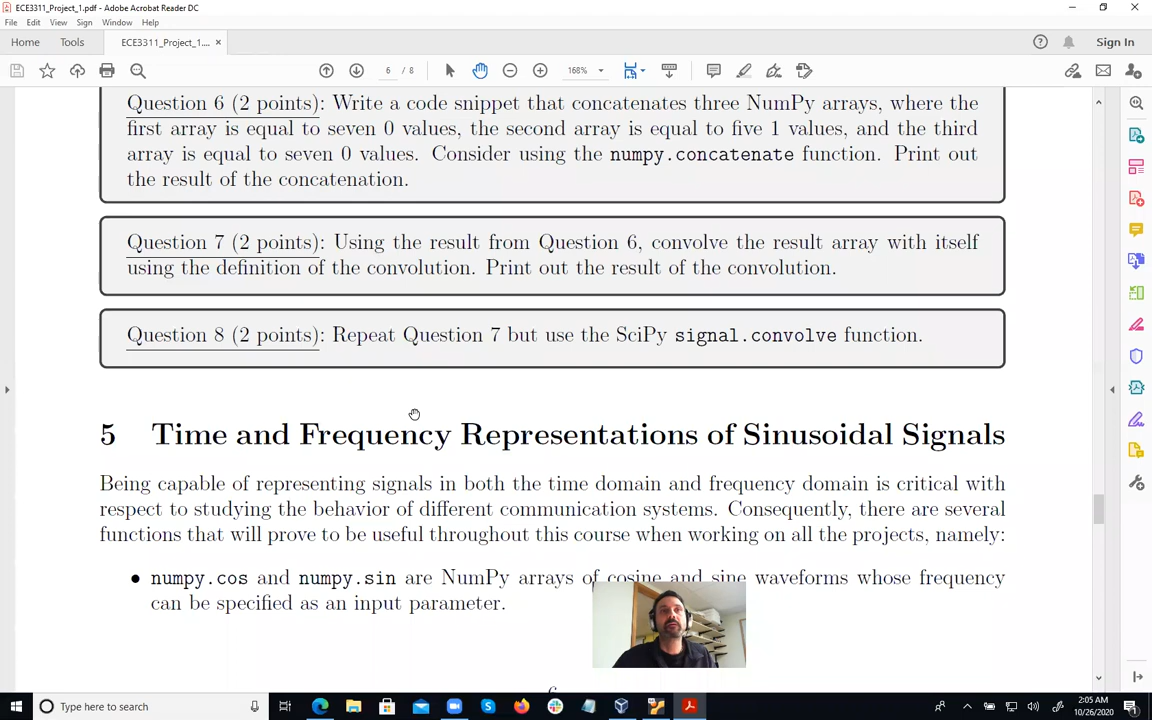 ECE3311_Project_1.pdf - Adobe Acrobat Reader DC
File Edit View Sign Window Help
Home Tools ECE3311_Project_1.... × Sign In
6 / 8 168%
Question 6 (2 points): Write a code snippet that concatenates three NumPy arrays, where the
first array is equal to seven 0 values, the second array is equal to five 1 values, and the third
array is equal to seven 0 values. Consider using the numpy.concatenate function. Print out
the result of the concatenation.
Question 7 (2 points): Using the result from Question 6, convolve the result array with itself
using the definition of the convolution. Print out the result of the convolution.
Question 8 (2 points): Repeat Question 7 but use the SciPy signal.convolve function.
5 Time and Frequency Representations of Sinusoidal Signals
Being capable of representing signals in both the time domain and frequency domain is critical with
respect to studying the behavior of different communication systems. Consequently, there are several
functions that will prove to be useful throughout this course when working on all the projects, namely:
• numpy.cos and numpy.sin are NumPy arrays of cosine and sine waveforms whose frequency
can be specified as an input parameter.
Type here to search
2:05 AM
10/26/2020